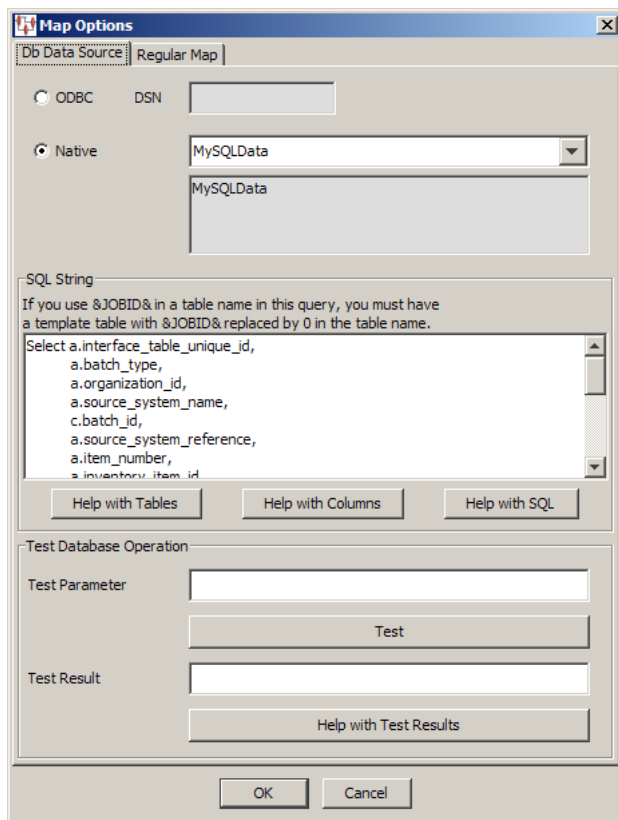 Map Options
Db Data Source Regular Map
ODBC DSN
Native MySQLData
MySQLData
SQL String
If you use &JOBID& in a table name in this query, you must have
a template table with &JOBID& replaced by 0 in the table name.
Select a.interface_table_unique_id,
a.batch_type,
a.organization_id,
a.source_system_name,
c.batch_id,
a.source_system_reference,
a.item_number,
a.inventory_item_id
Help with Tables Help with Columns Help with SQL
Test Database Operation
Test Parameter
Test
Test Result
Help with Test Results
OK Cancel